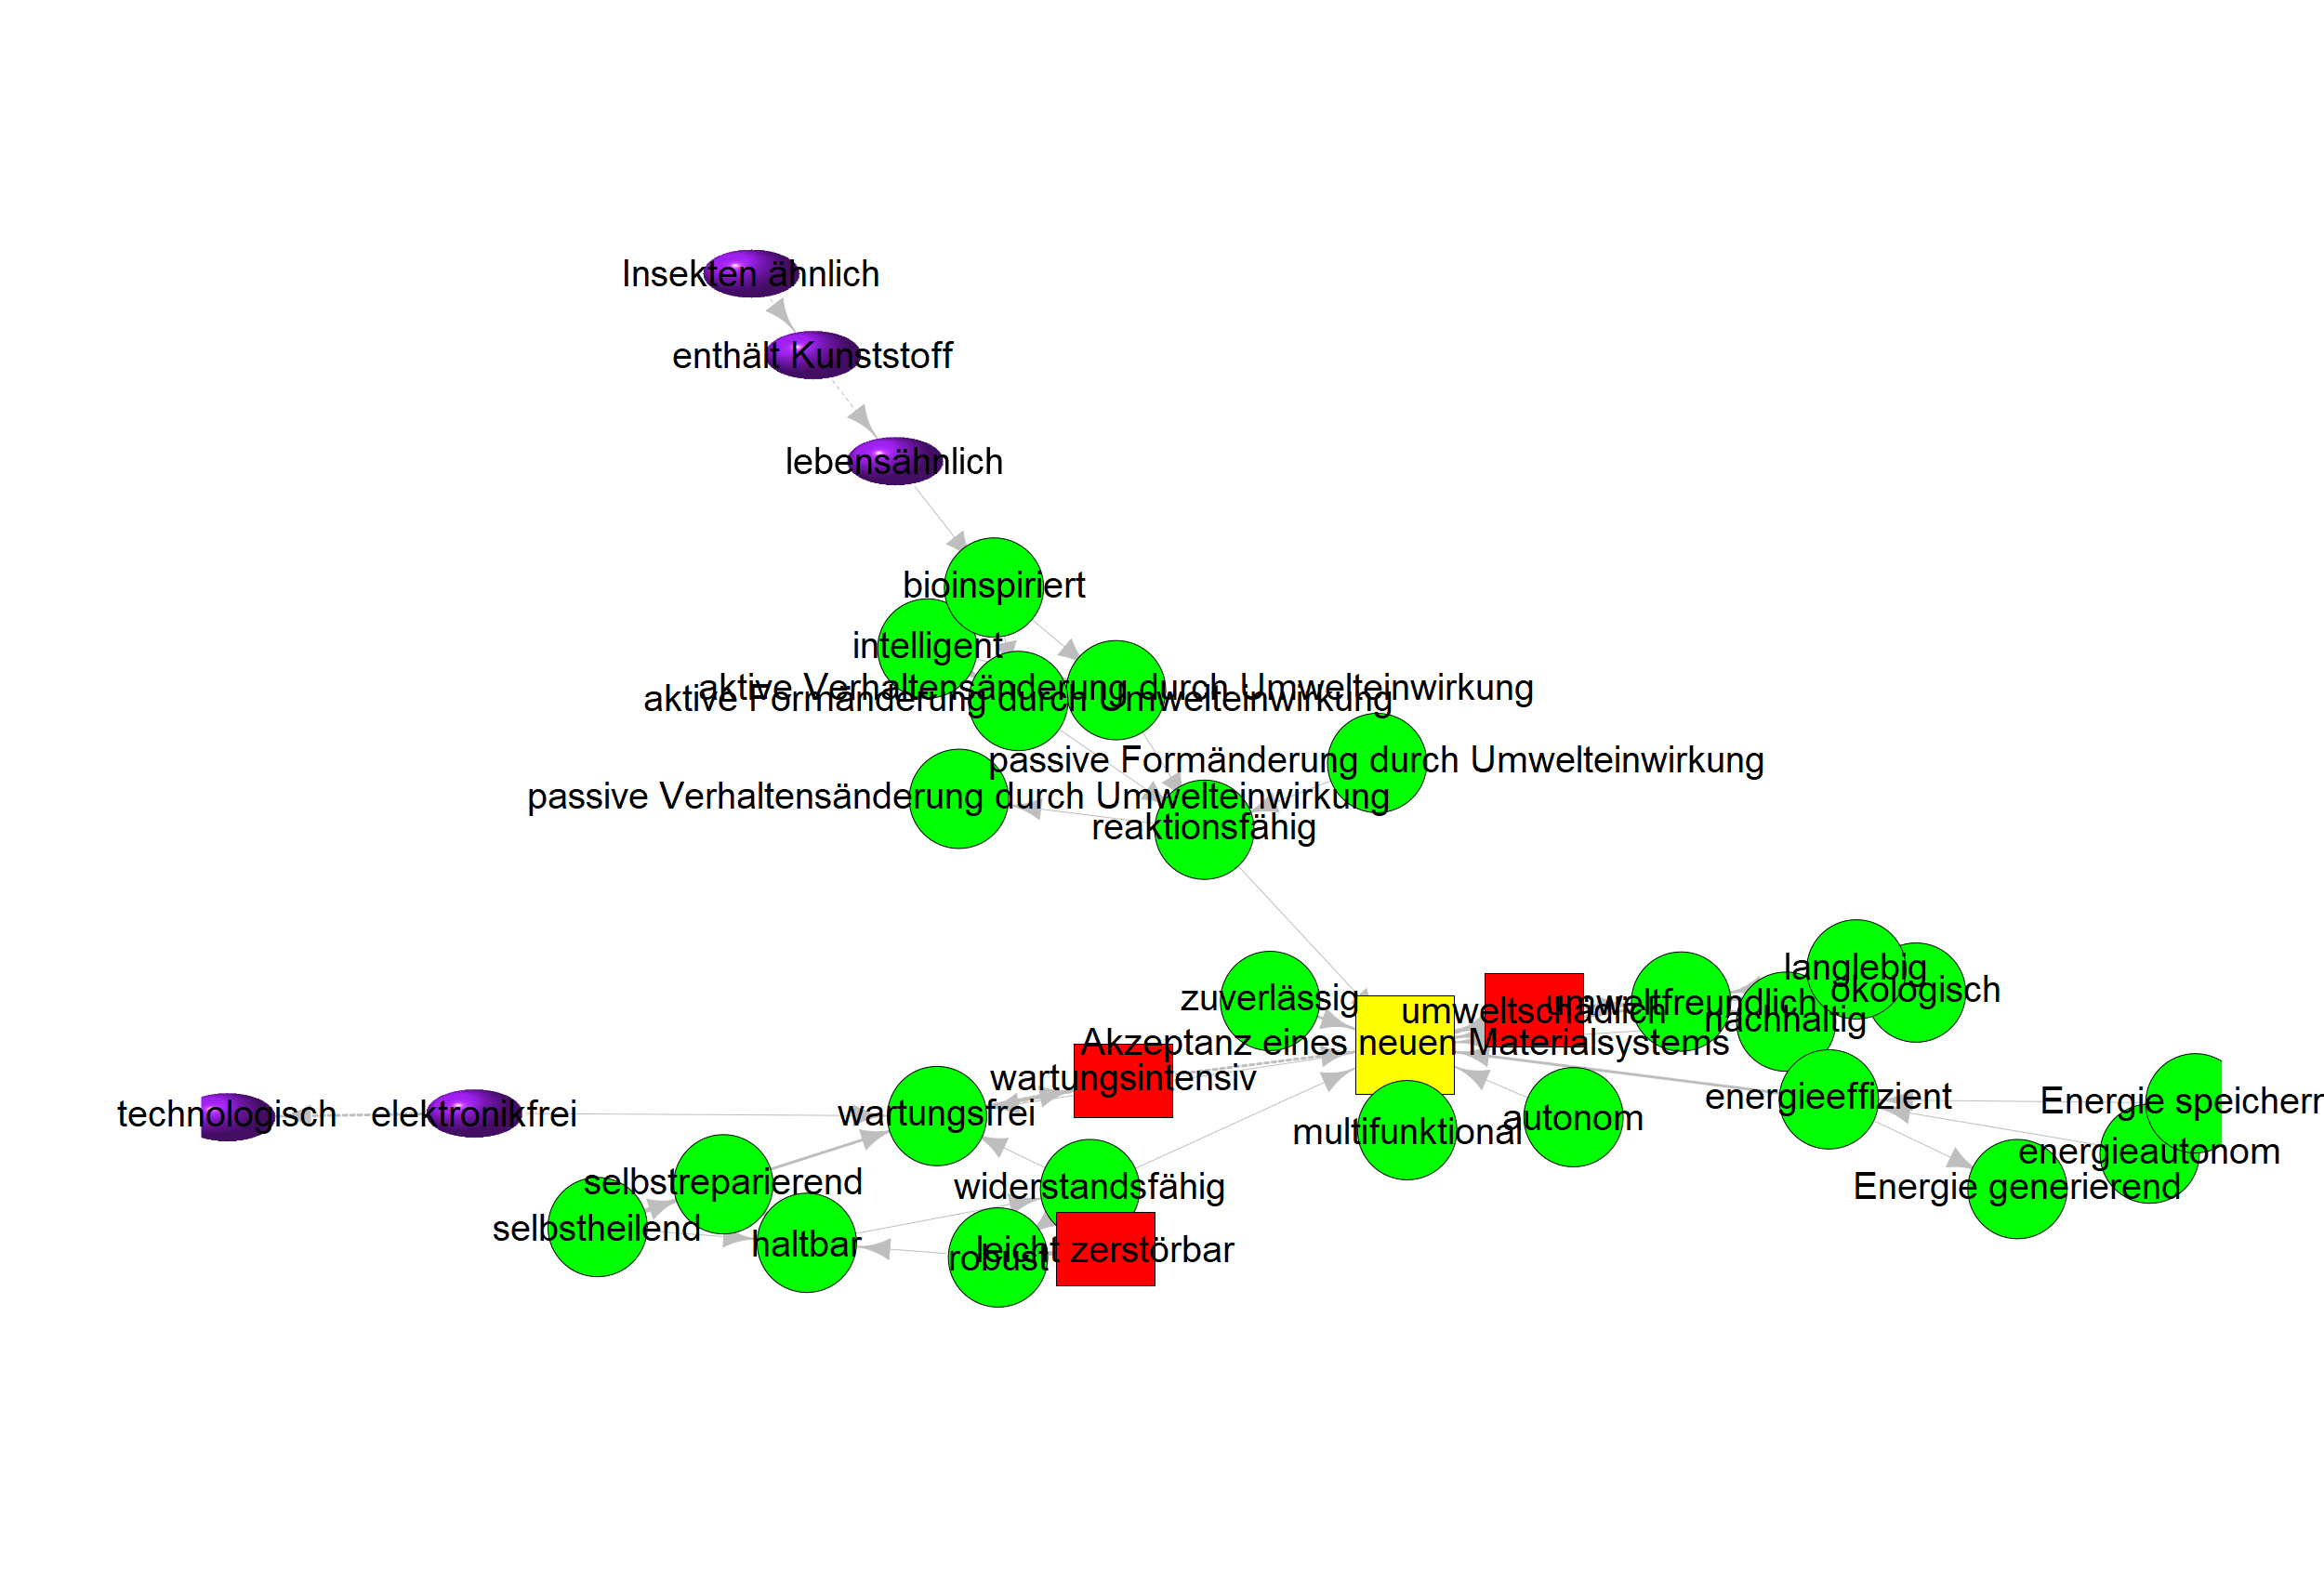 Insekten ähnlich
enthält Kunststoff
lebensähnlich
bioinspiriert
intelligent
aktive Verhaltensänderung durch Umwelteinwirkung
aktive Formänderung durch Umwelteinwirkung
passive Formänderung durch Umwelteinwirkung
passive Verhaltensänderung durch Umwelteinwirkung
reaktionsfähig
langlebig
ökologisch
zuverlässig
umweltschädlich
umweltfreundlich
nachhaltig
Akzeptanz eines neuen Materialsystems
wartungsintensiv
energieeffizient
Energie speichern
technologisch
elektronikfrei
wartungsfrei
multifunktional
autonom
energieautonom
selbstreparierend
widerstandsfähig
Energie generierend
selbstheilend
haltbar
robust
leicht zerstörbar